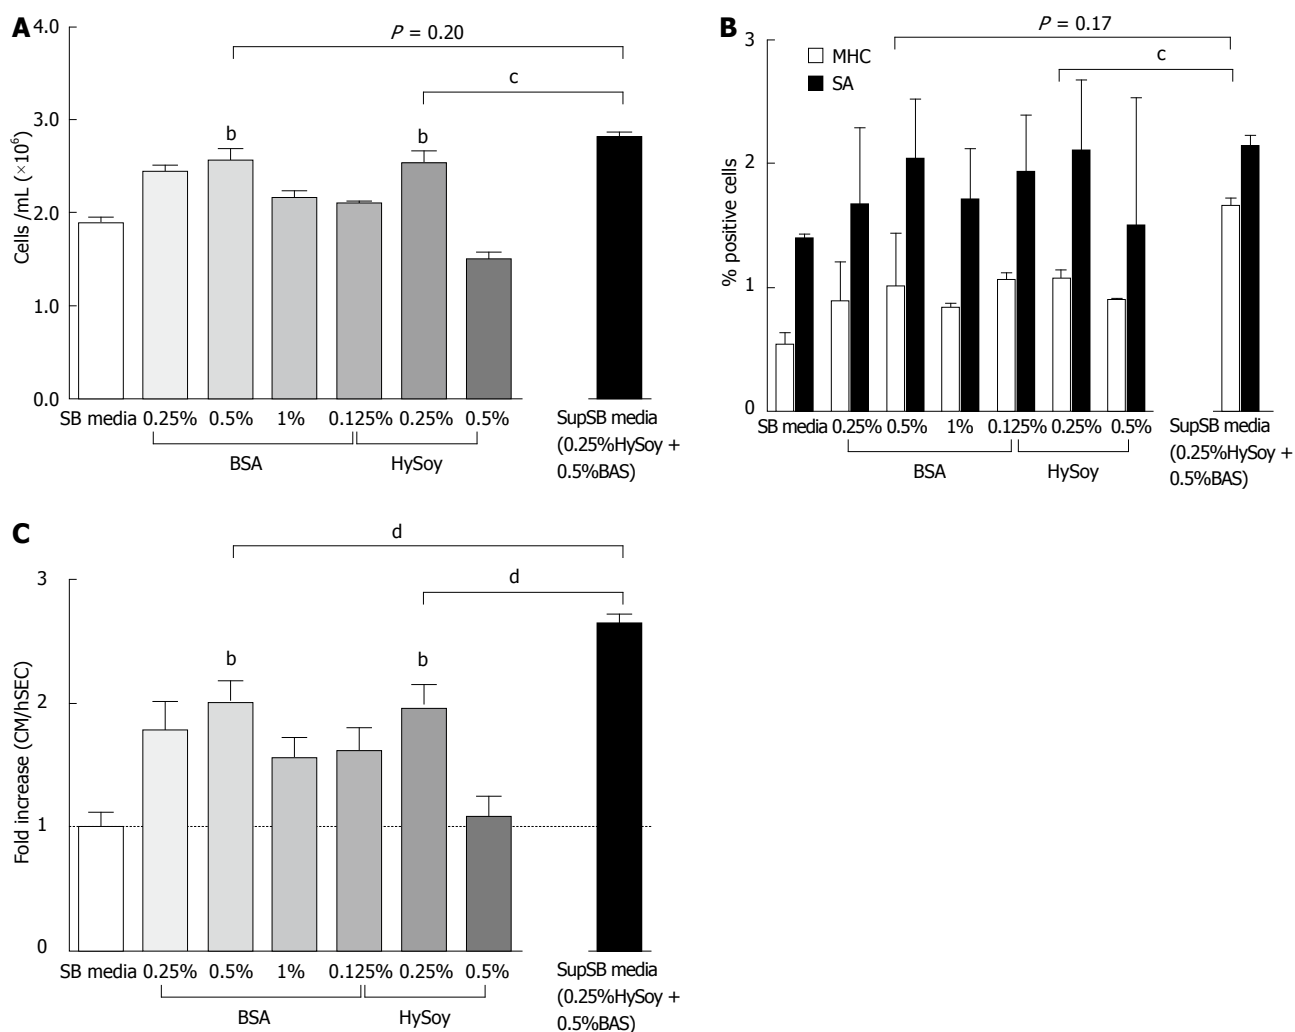 A
P = 0.20
c
Cells /mL (×10⁶)
4.0
3.0
2.0
1.0
0.0
b
b
SB media 0.25% 0.5% 1% 0.125% 0.25% 0.5%
BSA
HySoy
SupSB media
(0.25%HySoy +
0.5%BAS)
B
P = 0.17
c
MHC
SA
% positive cells
3
2
1
0
SB media 0.25% 0.5% 1% 0.125% 0.25% 0.5%
BSA
HySoy
SupSB media
(0.25%HySoy +
0.5%BAS)
C
d
d
Fold increase (CM/hSEC)
3
2
1
0
b
b
SB media 0.25% 0.5% 1% 0.125% 0.25% 0.5%
BSA
HySoy
SupSB media
(0.25%HySoy +
0.5%BAS)